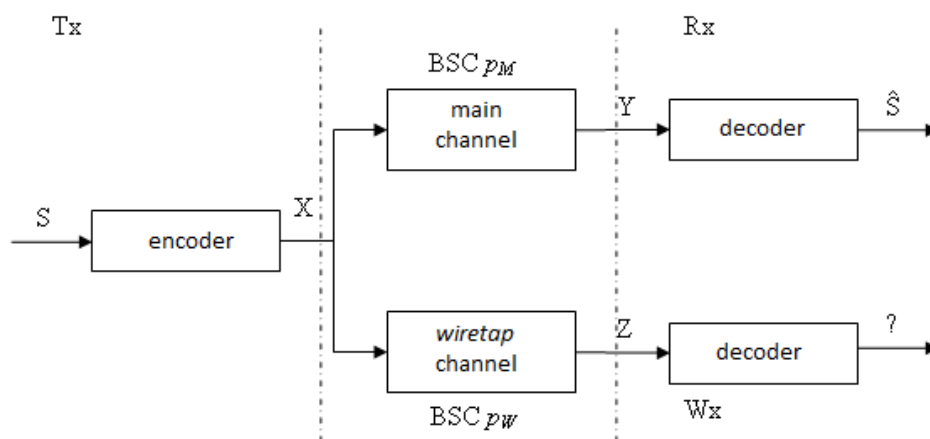 Tx
Rx
BSC pM
main
channel
Y
decoder
Ŝ
S
encoder
X
wiretap
channel
Z
decoder
?
BSC pW
Wx